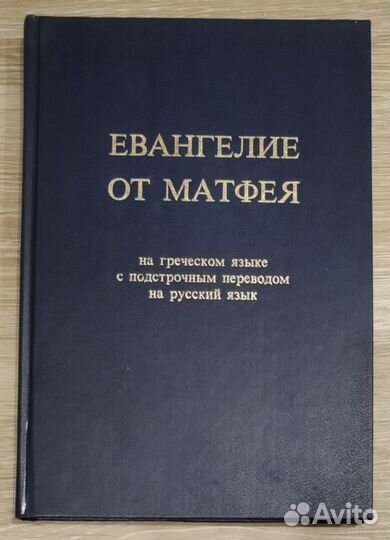 ЕВАНГЕЛИЕ
ОТ МАТФЕЯ
на греческом языке
с подстрочным переводом
на русский язык
Avito